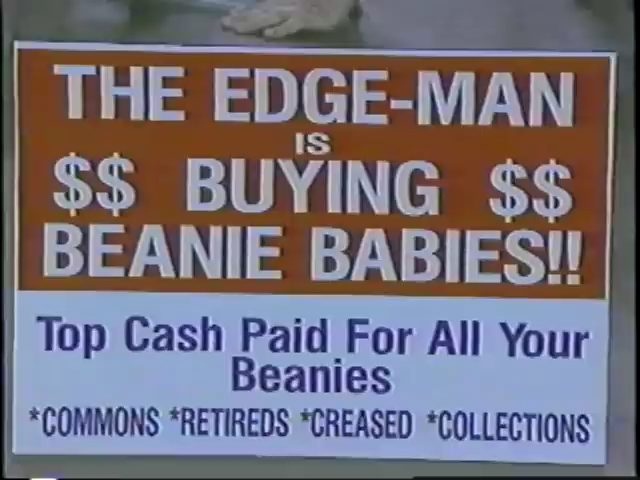 THE EDGE-MAN
IS
$$ BUYING $$
BEANIE BABIES!!
Top Cash Paid For All Your
Beanies
*COMMONS *RETIREDS *CREASED *COLLECTIONS